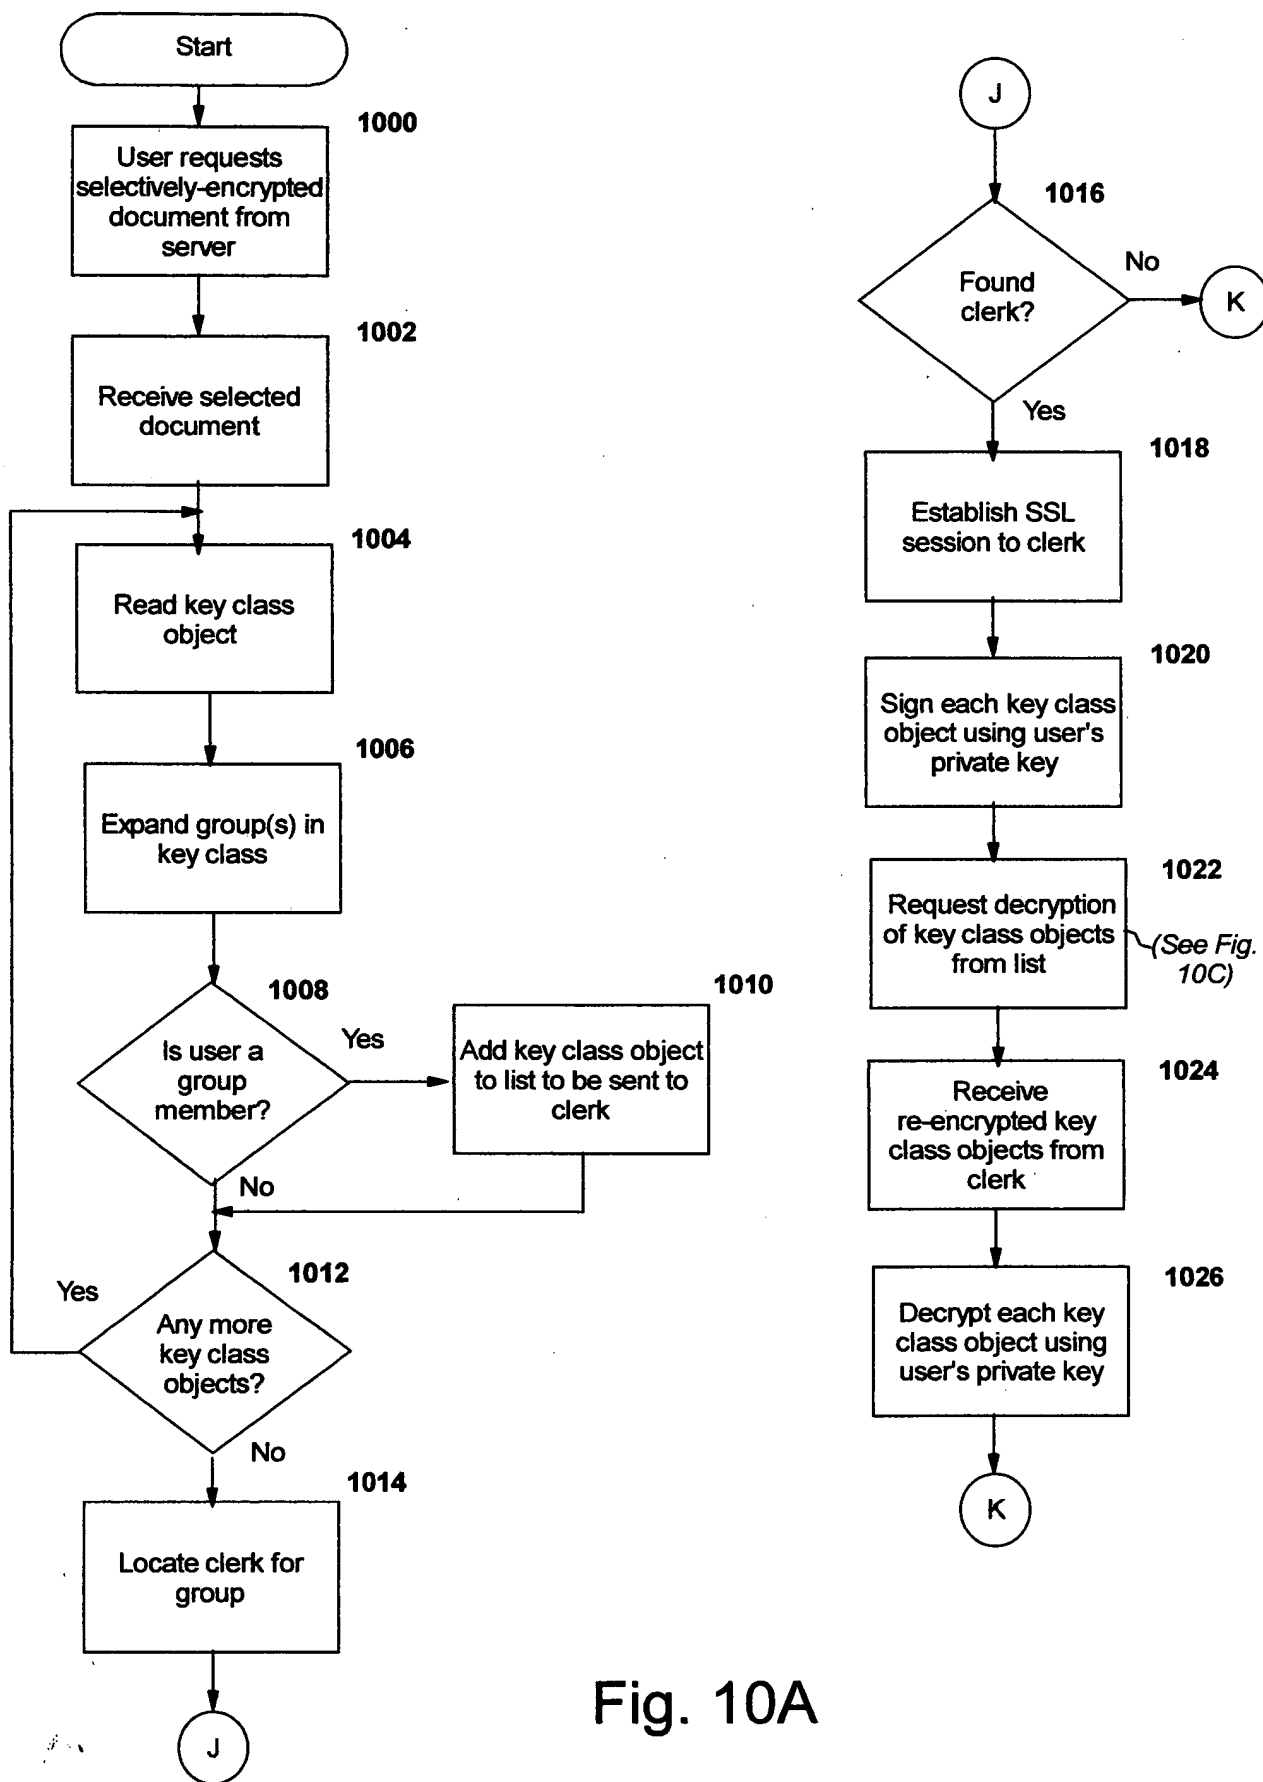 Start
1000
User requests
selectively-encrypted
document from
server
1002
Receive selected
document
1004
Read key class
object
1006
Expand group(s) in
key class
1008
Is user a
group
member?
Yes
1010
Add key class object
to list to be sent to
clerk
No
1012
Yes
Any more
key class
objects?
No
1014
Locate clerk for
group
J
J
1016
Found
clerk?
No
K
Yes
1018
Establish SSL
session to clerk
1020
Sign each key class
object using user's
private key
1022
Request decryption
of key class objects
from list
(See Fig.
10C)
1024
Receive
re-encrypted key
class objects from
clerk
1026
Decrypt each key
class object using
user's private key
K
Fig. 10A